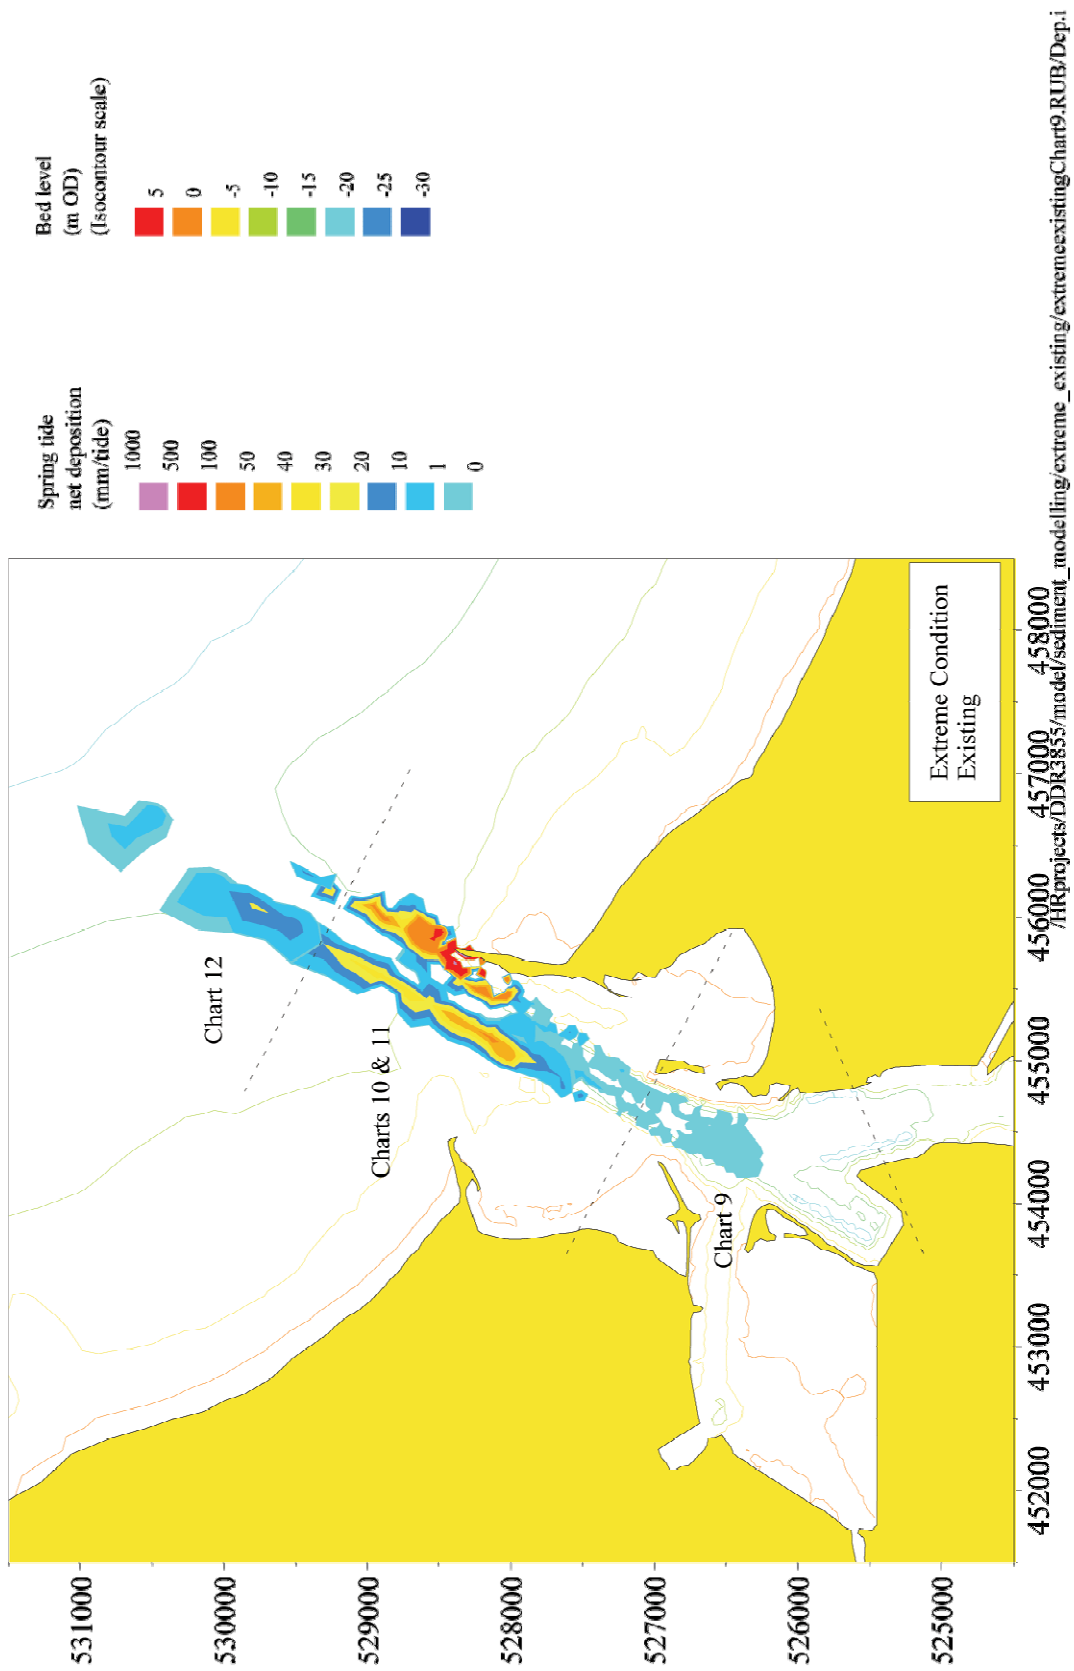 Spring tide
net deposition
(mm/tide)
1000
500
100
50
40
30
20
10
1
0
Bed level
(m OD)
(Isocontour scale)
5
0
-5
-10
-15
-20
-25
-30
Chart 12
Charts 10 & 11
Chart 9
Extreme Condition
Existing
531000
530000
529000
528000
527000
526000
525000
452000
453000
454000
455000
456000
457000
458000
/HRprojects/DDR3855/model/sediment_modelling/extreme_existing/extremeexistingChart9.RUB/Dep.i